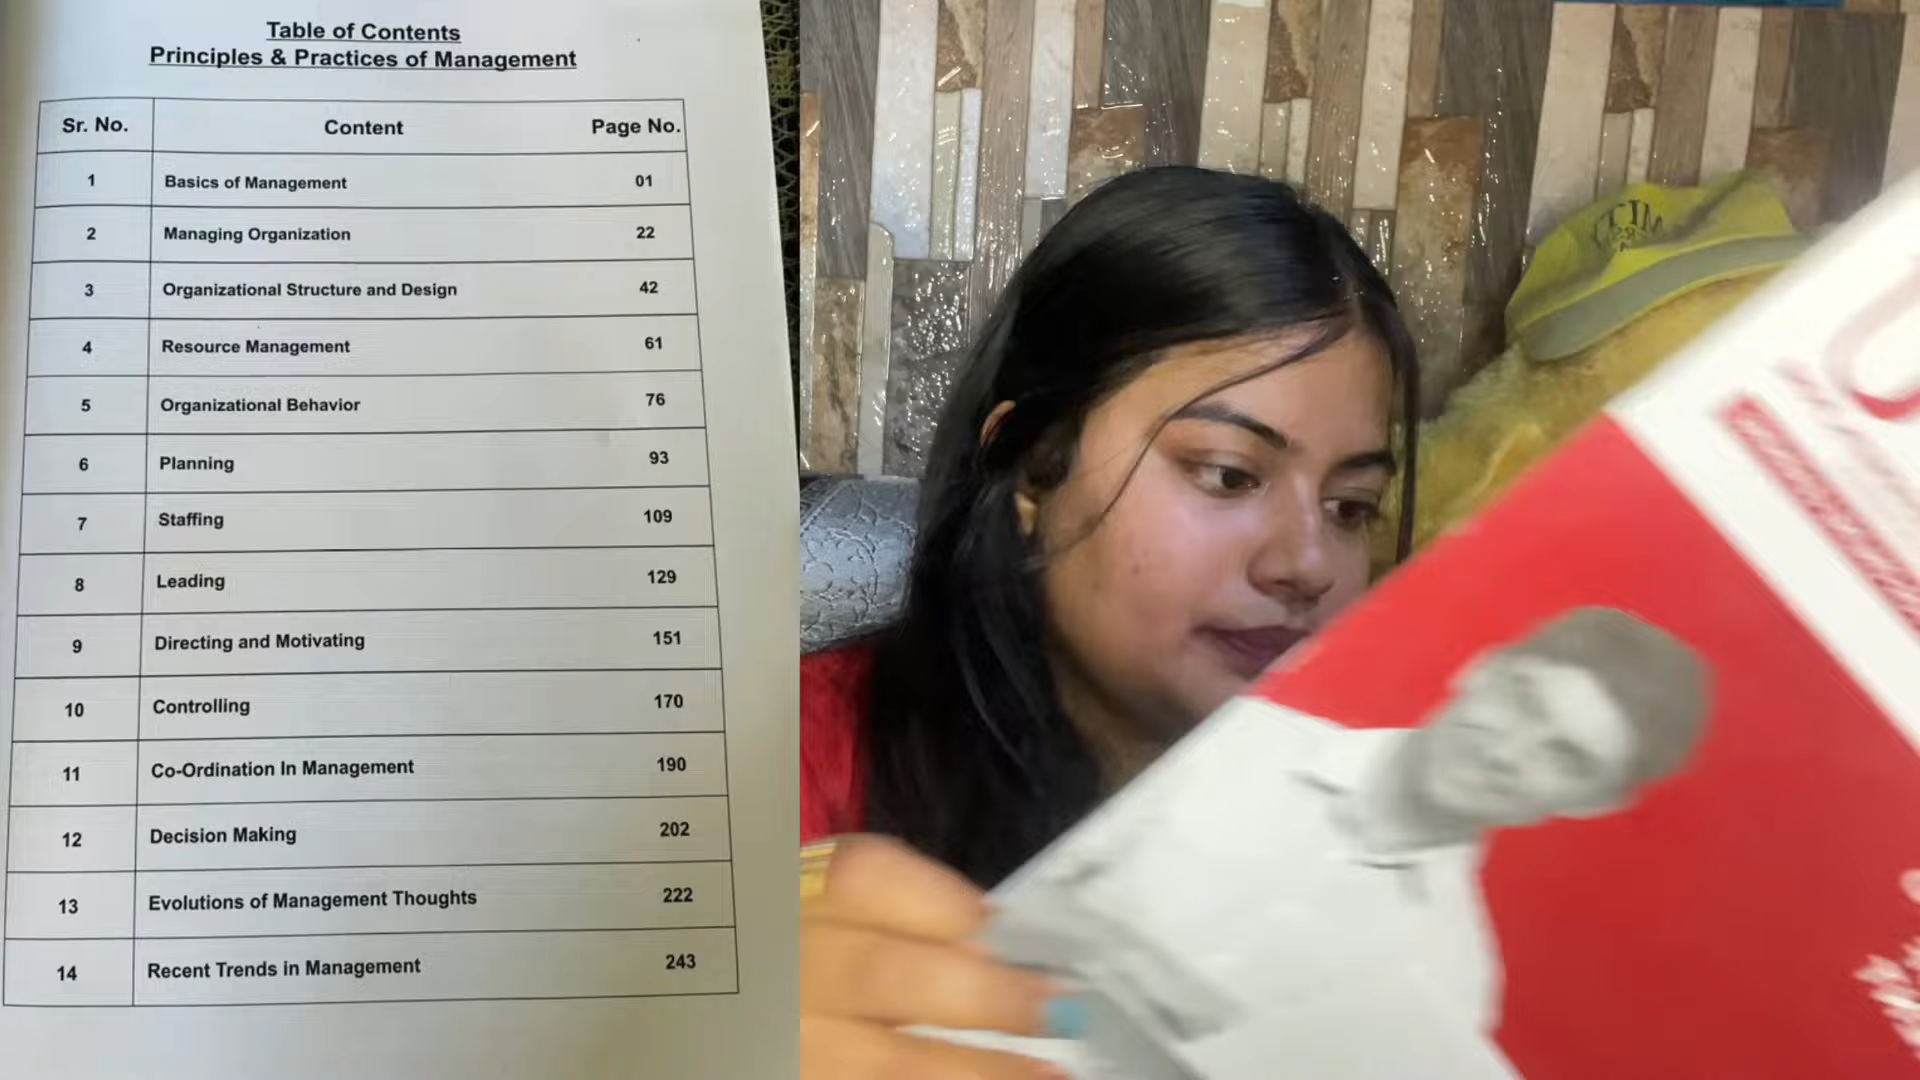 Table of Contents
Principles & Practices of Management
Sr. No. Content Page No.
1 Basics of Management 01
2 Managing Organization 22
3 Organizational Structure and Design 42
4 Resource Management 61
5 Organizational Behavior 76
6 Planning 93
7 Staffing 109
8 Leading 129
9 Directing and Motivating 151
10 Controlling 170
11 Co-Ordination In Management 190
12 Decision Making 202
13 Evolutions of Management Thoughts 222
14 Recent Trends in Management 243